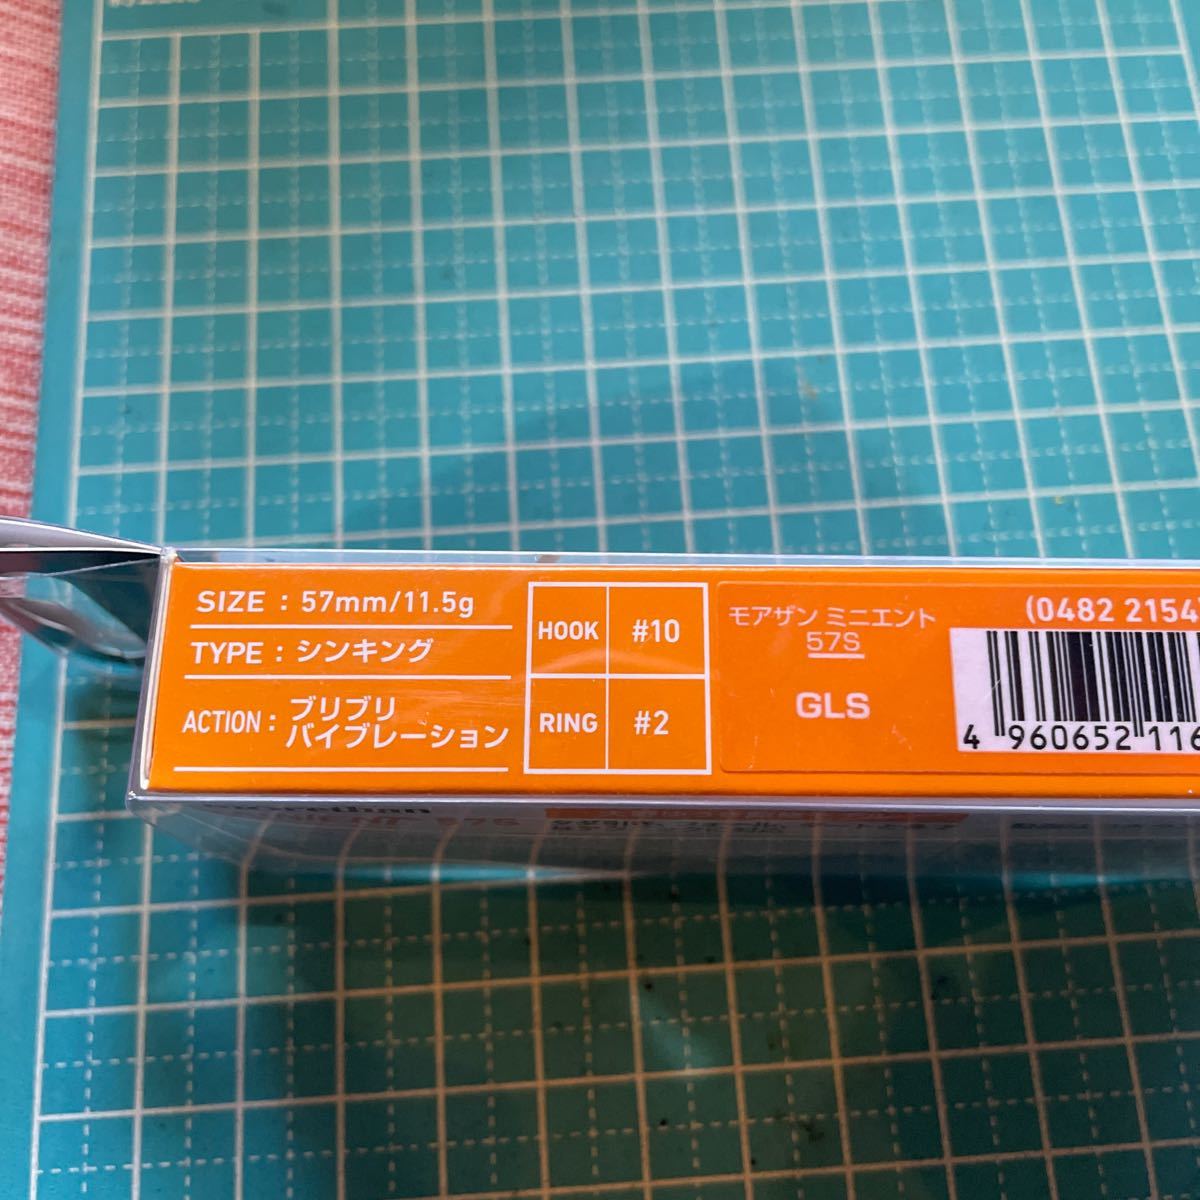 SIZE : 57mm/11.5g
TYPE : シンキング
ACTION : ブリブリ
バイブレーション
HOOK #10
RING #2
モアザン ミニエント
57S
GLS
(0482 2154
4 960652 116